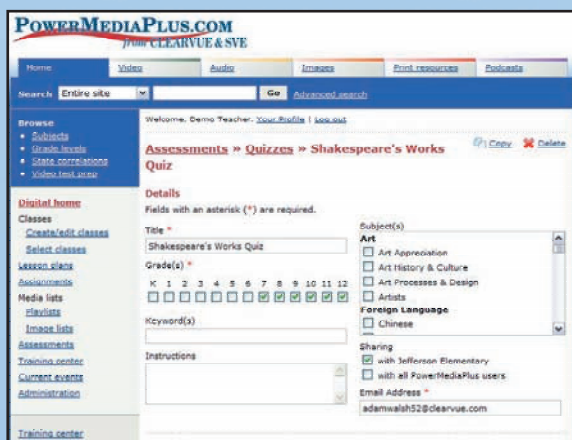 POWERMEDIAPLUS.COM
from CLEARVUE & SVE
Home Video Audio Images Print resources Podcasts
Search Entire site Go Advanced search
Browse
• Subjects
• Grade levels
• State correlations
• Video test prep
Digital home
Classes
Create/edit classes
Select classes
Lesson plans
Assignments
Media lists
Playlists
Image lists
Assessments
Training center
Current events
Administration
Training center
Welcome, Demo Teacher. Your Profile | Log out
Assessments » Quizzes » Shakespeare's Works
Quiz
Copy Delete
Details
Fields with an asterisk (*) are required.
Title *
Shakespeare's Works Quiz
Grade(s) *
K 1 2 3 4 5 6 7 8 9 10 11 12
Keyword(s)
Instructions
Subject(s)
Art
Art Appreciation
Art History & Culture
Art Processes & Design
Artists
Foreign Language
Chinese
Sharing
with Jefferson Elementary
with all PowerMediaPlus users
Email Address *
adamwalsh52@clearvue.com